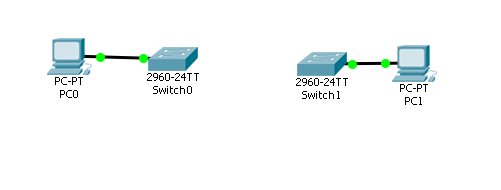 PC-PT
PC0
2960-24TT
Switch0
2960-24TT
Switch1
PC-PT
PC1